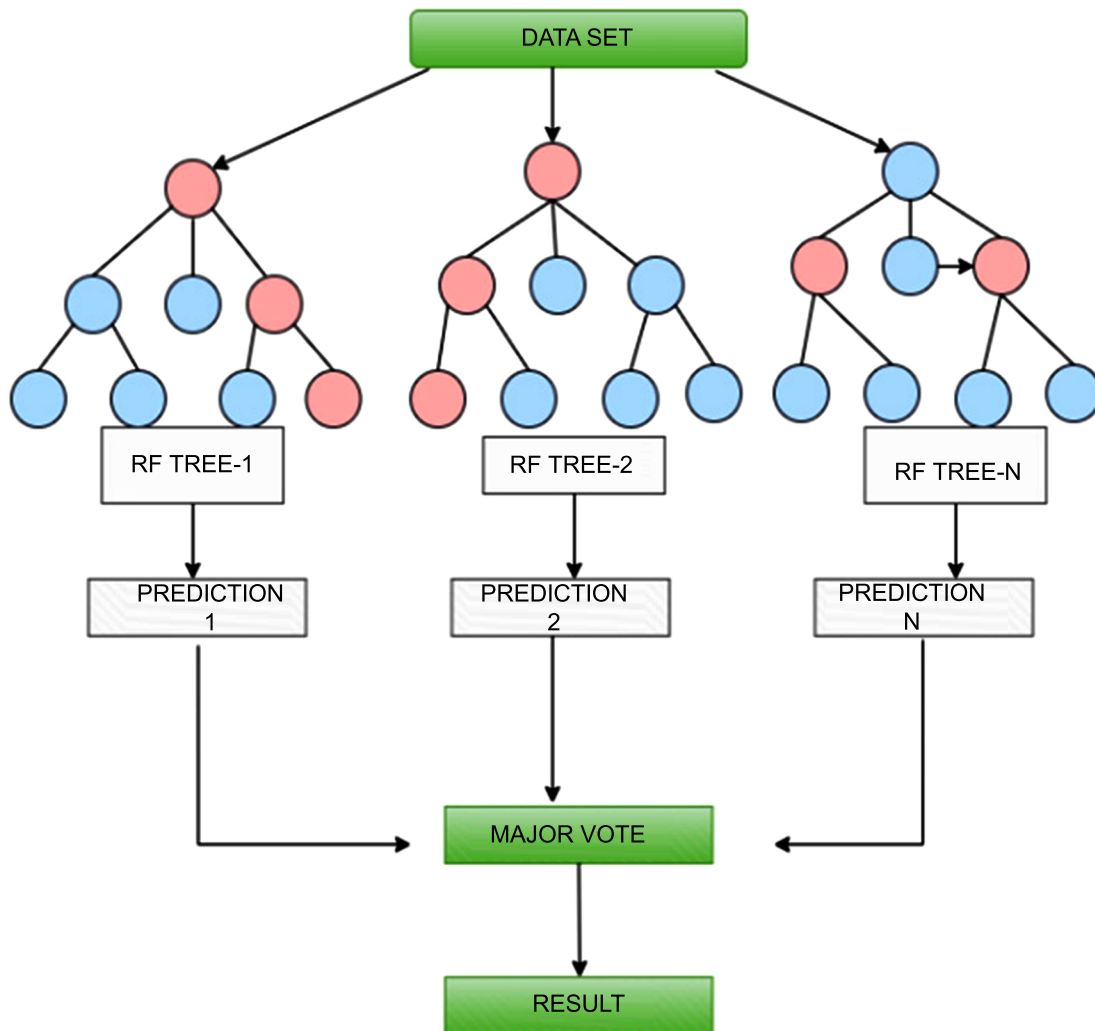 DATA SET
RF TREE-1
RF TREE-2
RF TREE-N
PREDICTION
1
PREDICTION
2
PREDICTION
N
MAJOR VOTE
RESULT